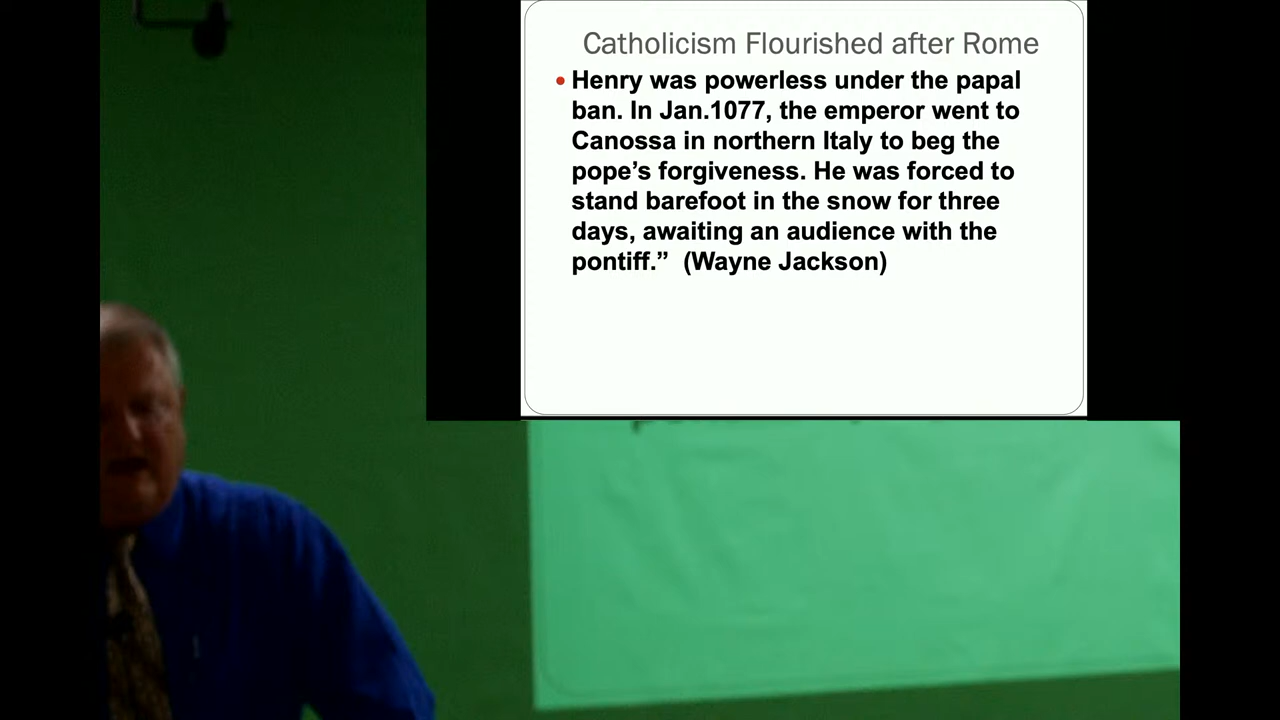 Catholicism Flourished after Rome
• Henry was powerless under the papal
ban. In Jan.1077, the emperor went to
Canossa in northern Italy to beg the
pope’s forgiveness. He was forced to
stand barefoot in the snow for three
days, awaiting an audience with the
pontiff.” (Wayne Jackson)